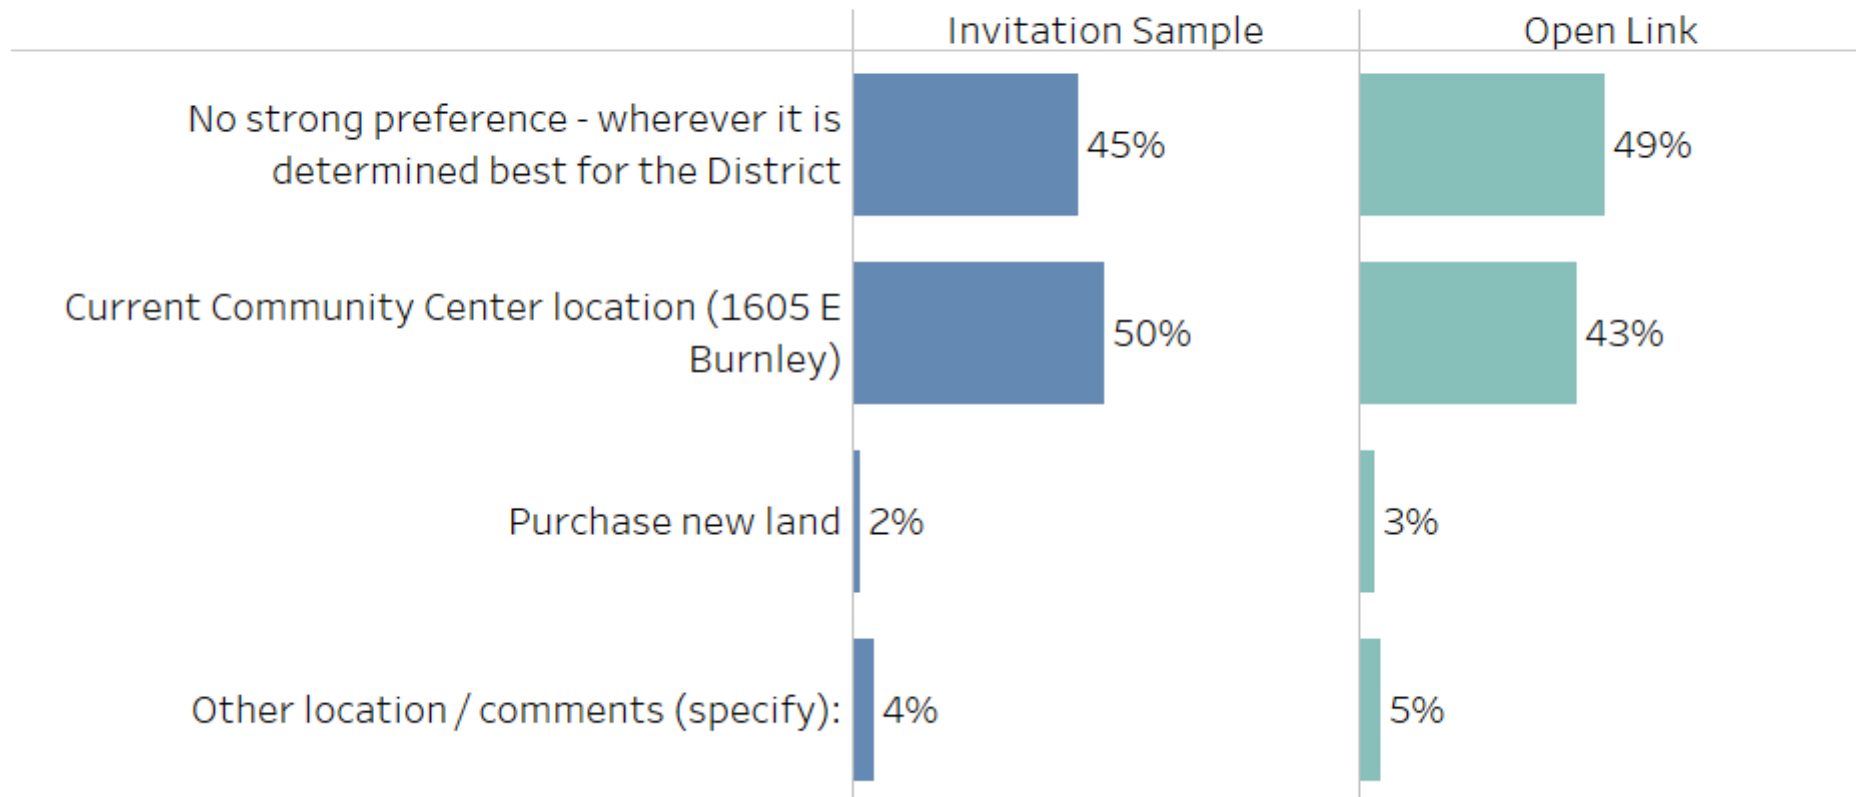 Invitation Sample
Open Link
No strong preference - wherever it is
determined best for the District
45%
49%
Current Community Center location (1605 E
Burnley)
50%
43%
Purchase new land
2%
3%
Other location / comments (specify):
4%
5%